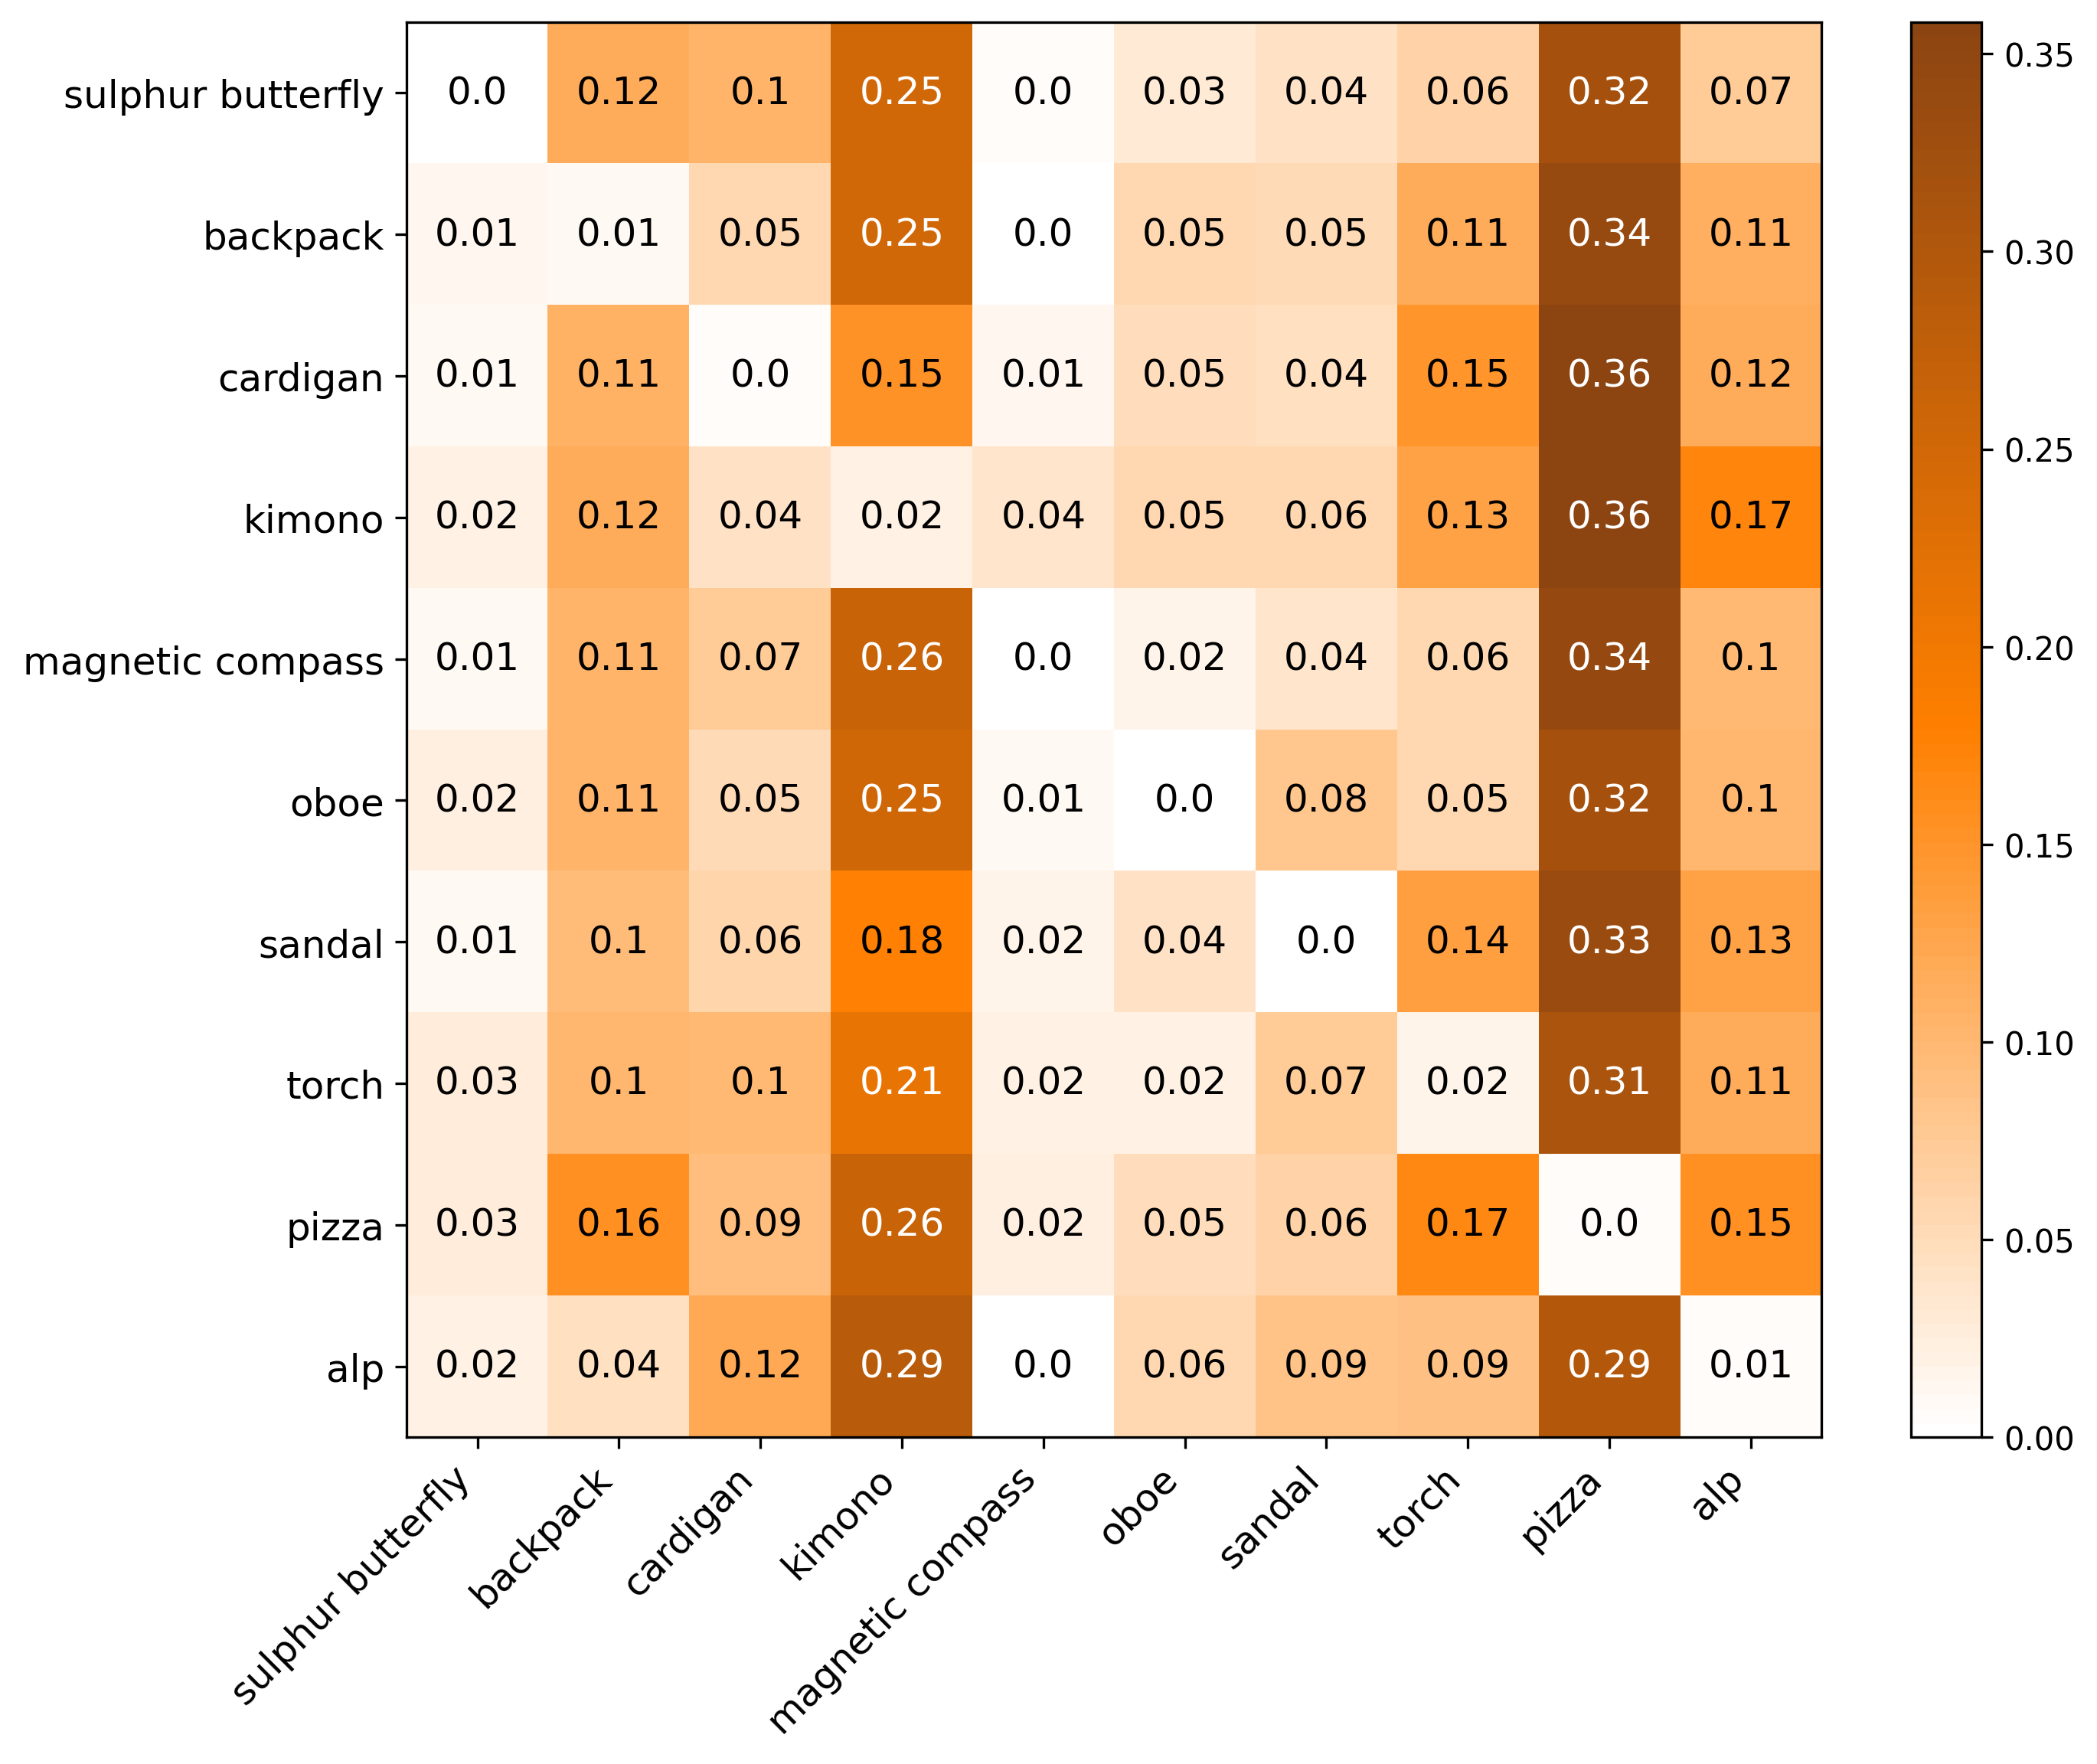 sulphur butterfly 0.0 0.12 0.1 0.25 0.0 0.03 0.04 0.06 0.32 0.07
backpack 0.01 0.01 0.05 0.25 0.0 0.05 0.05 0.11 0.34 0.11
cardigan 0.01 0.11 0.0 0.15 0.01 0.05 0.04 0.15 0.36 0.12
kimono 0.02 0.12 0.04 0.02 0.04 0.05 0.06 0.13 0.36 0.17
magnetic compass 0.01 0.11 0.07 0.26 0.0 0.02 0.04 0.06 0.34 0.1
oboe 0.02 0.11 0.05 0.25 0.01 0.0 0.08 0.05 0.32 0.1
sandal 0.01 0.1 0.06 0.18 0.02 0.04 0.0 0.14 0.33 0.13
torch 0.03 0.1 0.1 0.21 0.02 0.02 0.07 0.02 0.31 0.11
pizza 0.03 0.16 0.09 0.26 0.02 0.05 0.06 0.17 0.0 0.15
alp 0.02 0.04 0.12 0.29 0.0 0.06 0.09 0.09 0.29 0.01
sulphur butterfly
backpack
cardigan
kimono
magnetic compass
oboe
sandal
torch
pizza
alp
0.35
0.30
0.25
0.20
0.15
0.10
0.05
0.00